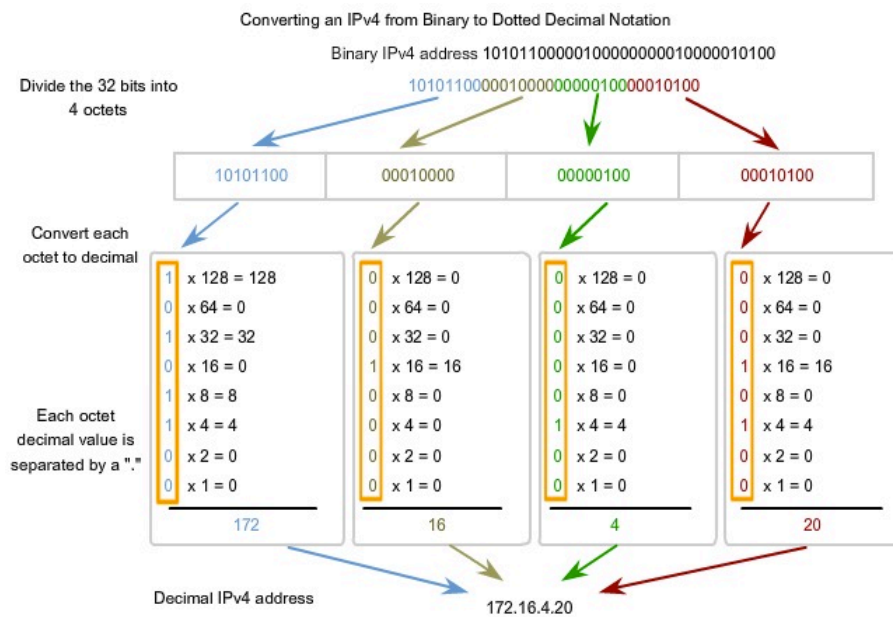 Converting an IPv4 from Binary to Dotted Decimal Notation
Binary IPv4 address 10101100000100000000010000010100
Divide the 32 bits into
4 octets
10101100000100000000010000010100
10101100
00010000
00000100
00010100
Convert each
octet to decimal
1 x 128 = 128
0 x 64 = 0
1 x 32 = 32
0 x 16 = 0
1 x 8 = 8
1 x 4 = 4
0 x 2 = 0
0 x 1 = 0
172
0 x 128 = 0
0 x 64 = 0
0 x 32 = 0
1 x 16 = 16
0 x 8 = 0
0 x 4 = 0
0 x 2 = 0
0 x 1 = 0
16
0 x 128 = 0
0 x 64 = 0
0 x 32 = 0
0 x 16 = 0
0 x 8 = 0
1 x 4 = 4
0 x 2 = 0
0 x 1 = 0
4
0 x 128 = 0
0 x 64 = 0
0 x 32 = 0
1 x 16 = 16
0 x 8 = 0
1 x 4 = 4
0 x 2 = 0
0 x 1 = 0
20
Each octet
decimal value is
separated by a "."
Decimal IPv4 address
172.16.4.20